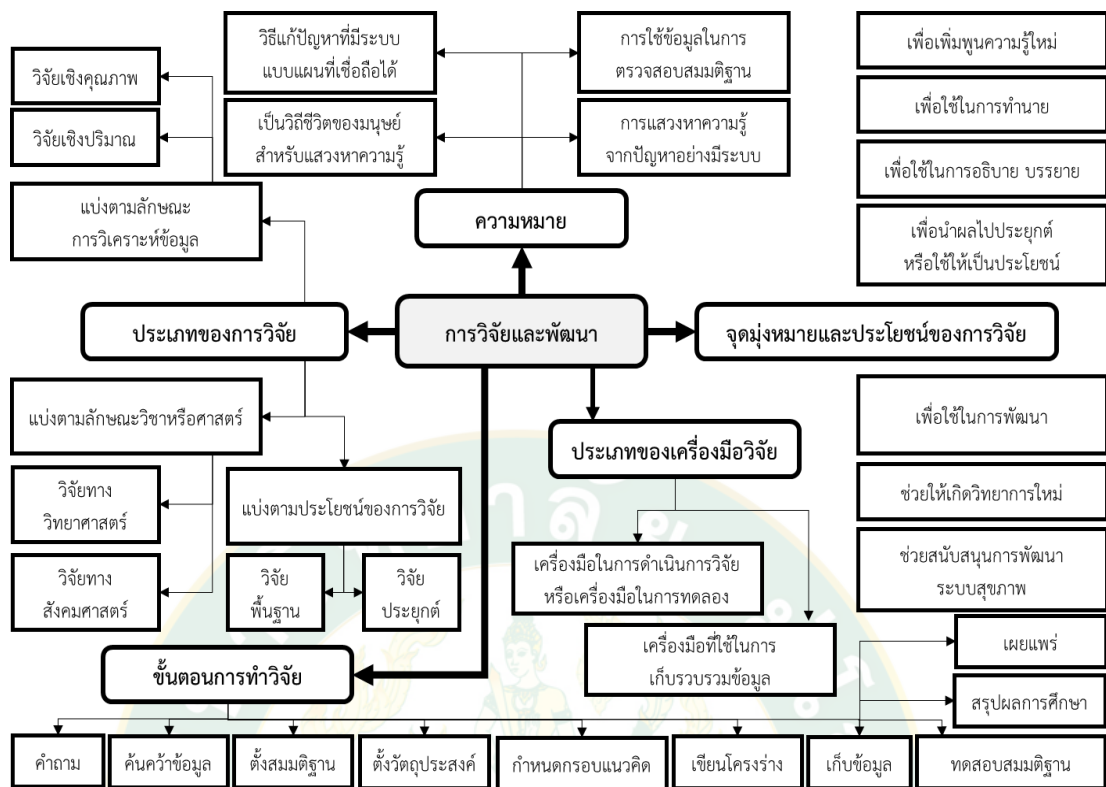 วิธีแก้ปัญหาที่มีระบบ
แบบแผนที่เชื่อถือได้
การใช้ข้อมูลในการ
ตรวจสอบสมมติฐาน
เพื่อเพิ่มพูนความรู้ใหม่
วิจัยเชิงคุณภาพ
เพื่อใช้ในการทำนาย
วิจัยเชิงปริมาณ
เป็นวิถีชีวิตของมนุษย์
สำหรับแสวงหาความรู้
การแสวงหาความรู้
จากปัญหาอย่างมีระบบ
เพื่อใช้ในการอธิบาย บรรยาย
แบ่งตามลักษณะ
การวิเคราะห์ข้อมูล
ความหมาย
เพื่อนำผลไปประยุกต์
หรือใช้ให้เป็นประโยชน์
ประเภทของการวิจัย
การวิจัยและพัฒนา
จุดมุ่งหมายและประโยชน์ของการวิจัย
แบ่งตามลักษณะวิชาหรือศาสตร์
เพื่อใช้ในการพัฒนา
ประเภทของเครื่องมือวิจัย
วิจัยทาง
วิทยาศาสตร์
แบ่งตามประโยชน์ของการวิจัย
ช่วยให้เกิดวิทยาการใหม่
เครื่องมือในการดำเนินการวิจัย
หรือเครื่องมือในการทดลอง
ช่วยสนับสนุนการพัฒนา
ระบบสุขภาพ
วิจัยทาง
สังคมศาสตร์
วิจัย
พื้นฐาน
วิจัย
ประยุกต์
เครื่องมือที่ใช้ในการ
เก็บรวบรวมข้อมูล
เผยแพร่
ขั้นตอนการทำวิจัย
สรุปผลการศึกษา
คำถาม
ค้นคว้าข้อมูล
ตั้งสมมติฐาน
ตั้งวัตถุประสงค์
กำหนดกรอบแนวคิด
เขียนโครงร่าง
เก็บข้อมูล
ทดสอบสมมติฐาน